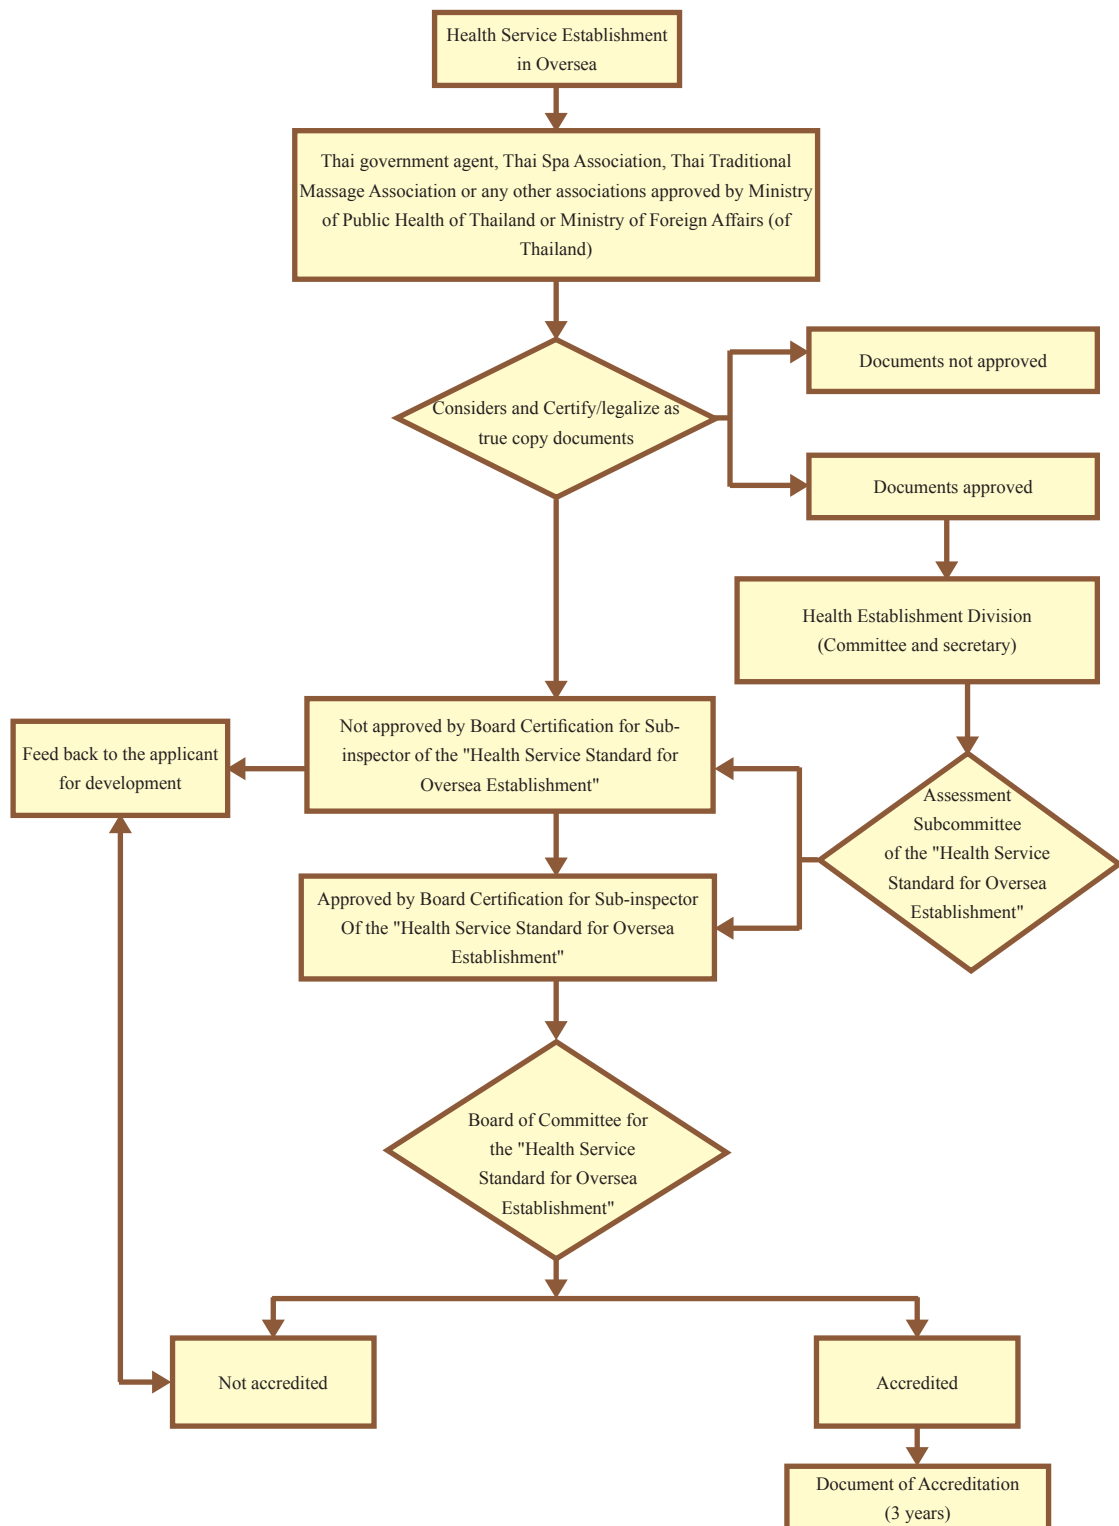 Health Service Establishment
in Oversea
Thai government agent, Thai Spa Association, Thai Traditional
Massage Association or any other associations approved by Ministry
of Public Health of Thailand or Ministry of Foreign Affairs (of
Thailand)
Considers and Certify/legalize as
true copy documents
Documents not approved
Documents approved
Health Establishment Division
(Committee and secretary)
Assessment
Subcommittee
of the "Health Service
Standard for Oversea
Establishment"
Not approved by Board Certification for Sub-
inspector of the "Health Service Standard for
Oversea Establishment"
Feed back to the applicant
for development
Approved by Board Certification for Sub-inspector
Of the "Health Service Standard for Oversea
Establishment"
Board of Committee for
the "Health Service
Standard for Oversea
Establishment"
Not accredited
Accredited
Document of Accreditation
(3 years)